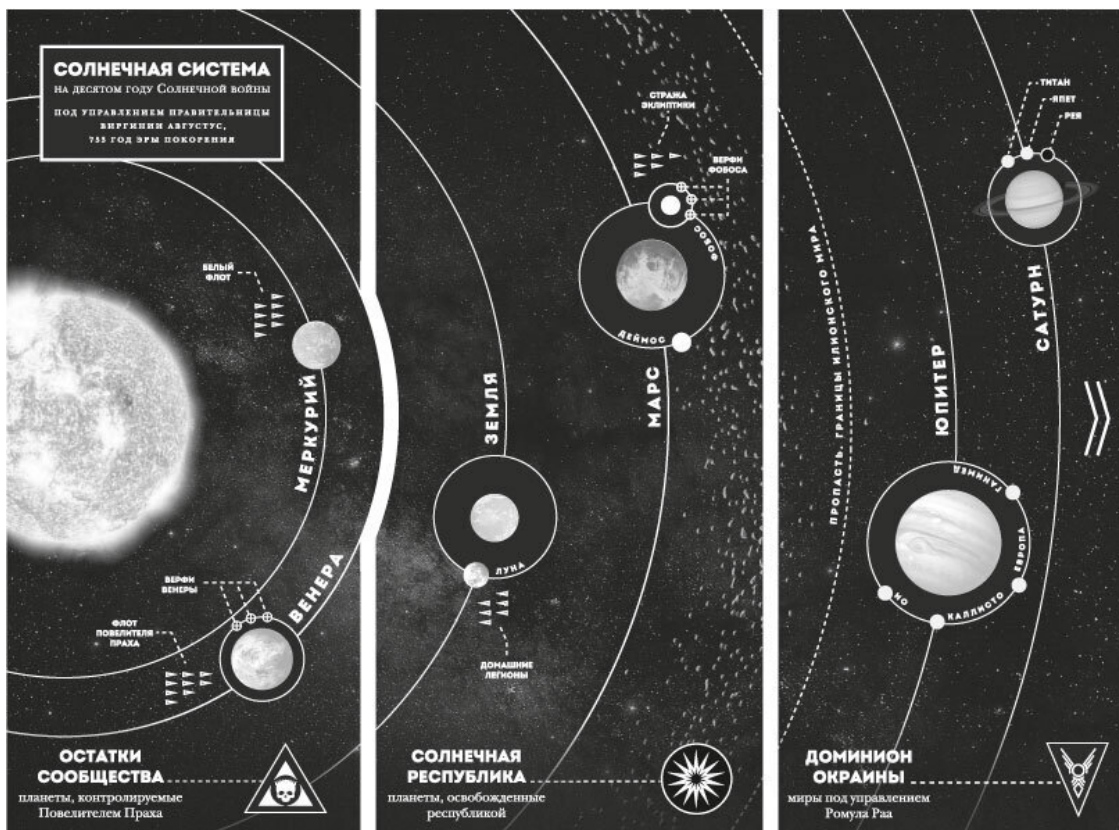 СОЛНЕЧНАЯ СИСТЕМА
НА ДЕСЯТОМ ГОДУ СОЛНЕЧНОЙ ВОЙНЫ
ПОД УПРАВЛЕНИЕМ ПРАВИТЕЛЬНИЦЫ
ВИРГИНИИ АВГУСТУС,
755 ГОД ЭРЫ ПОКОРЕНИЯ
БЕЛЫЙ
ФЛОТ
МЕРКУРИЙ
ВЕРФИ
ВЕНЕРЫ
ВЕНЕРА
ФЛОТ
ПОВЕЛИТЕЛЯ
ПРАХА
ОСТАТКИ
СООБЩЕСТВА
планеты, контролируемые
Повелителем Праха
СТРАЖА
ЭКЛИПТИКИ
ВЕРФИ
ФОБОСА
ФОБОС
ДЕЙМОС
МАРС
ЗЕМЛЯ
ЛУНА
ДОМАШНИЕ
ЛЕГИОНЫ
СОЛНЕЧНАЯ
РЕСПУБЛИКА
планеты, освобожденные
республикой
ТИТАН
ЯПЕТ
РЕЯ
САТУРН
ПРОПАСТЬ, ГРАНИЦЫ ИЛИОНСКОГО МИРА
ЮПИТЕР
ГАНИМЕД
ЕВРОПА
КАЛЛИСТО
ИО
ДОМИНИОН
ОКРАИНЫ
миры под управлением
Ромула Раа